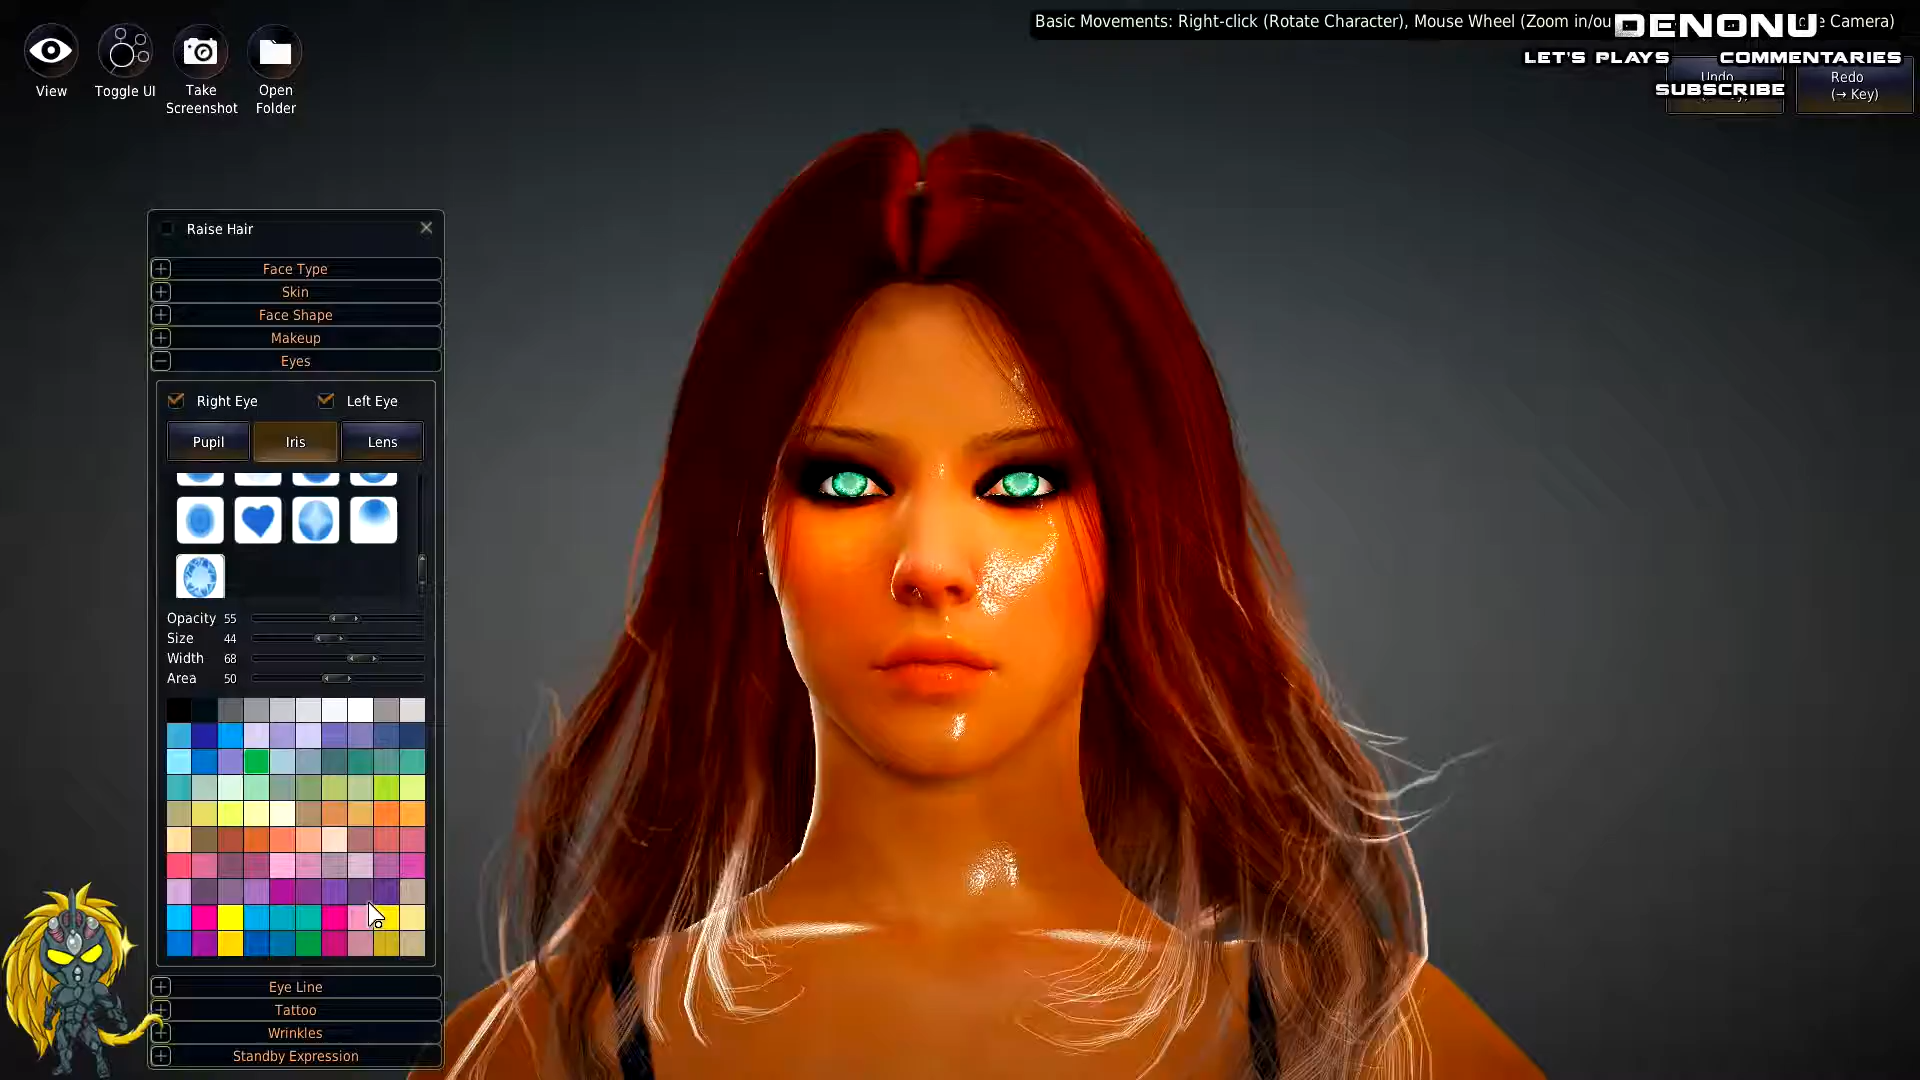 Basic Movements: Right-click (Rotate Character), Mouse Wheel (Zoom in/ou
Camera)
DENONU
LET'S PLAYS COMMENTARIES
SUBSCRIBE
Undo
Redo
(→ Key)
View
Toggle UI
Take
Screenshot
Open
Folder
Raise Hair
Face Type
Skin
Face Shape
Makeup
Eyes
Right Eye
Left Eye
Pupil
Iris
Lens
Opacity 55
Size 44
Width 68
Area 50
Eye Line
Tattoo
Wrinkles
Standby Expression